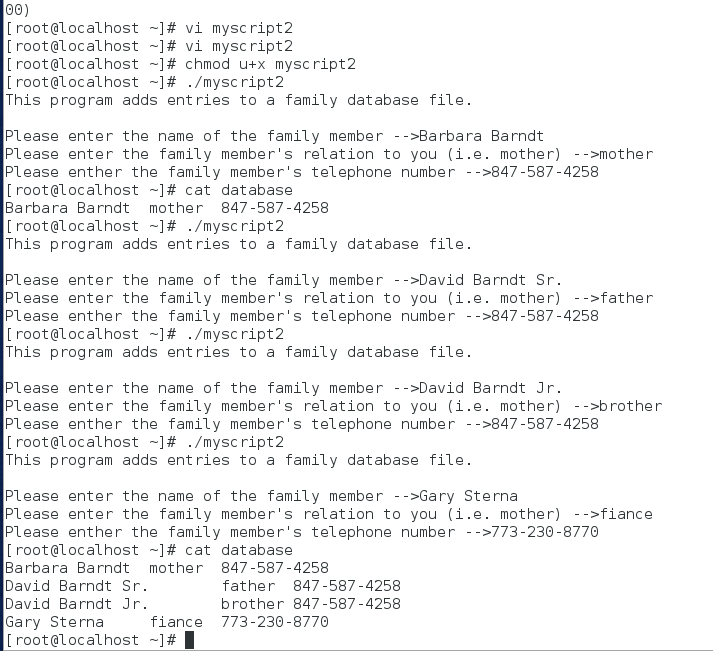 00)
[root@localhost ~]# vi myscript2
[root@localhost ~]# vi myscript2
[root@localhost ~]# chmod u+x myscript2
[root@localhost ~]# ./myscript2
This program adds entries to a family database file.

Please enter the name of the family member -->Barbara Barndt
Please enter the family member's relation to you (i.e. mother) -->mother
Please enther the family member's telephone number -->847-587-4258
[root@localhost ~]# cat database
Barbara Barndt  mother  847-587-4258
[root@localhost ~]# ./myscript2
This program adds entries to a family database file.

Please enter the name of the family member -->David Barndt Sr.
Please enter the family member's relation to you (i.e. mother) -->father
Please enther the family member's telephone number -->847-587-4258
[root@localhost ~]# ./myscript2
This program adds entries to a family database file.

Please enter the name of the family member -->David Barndt Jr.
Please enter the family member's relation to you (i.e. mother) -->brother
Please enther the family member's telephone number -->847-587-4258
[root@localhost ~]# ./myscript2
This program adds entries to a family database file.

Please enter the name of the family member -->Gary Sterna
Please enter the family member's relation to you (i.e. mother) -->fiance
Please enther the family member's telephone number -->773-230-8770
[root@localhost ~]# cat database
Barbara Barndt  mother  847-587-4258
David Barndt Sr.        father  847-587-4258
David Barndt Jr.        brother 847-587-4258
Gary Sterna     fiance  773-230-8770
[root@localhost ~]#